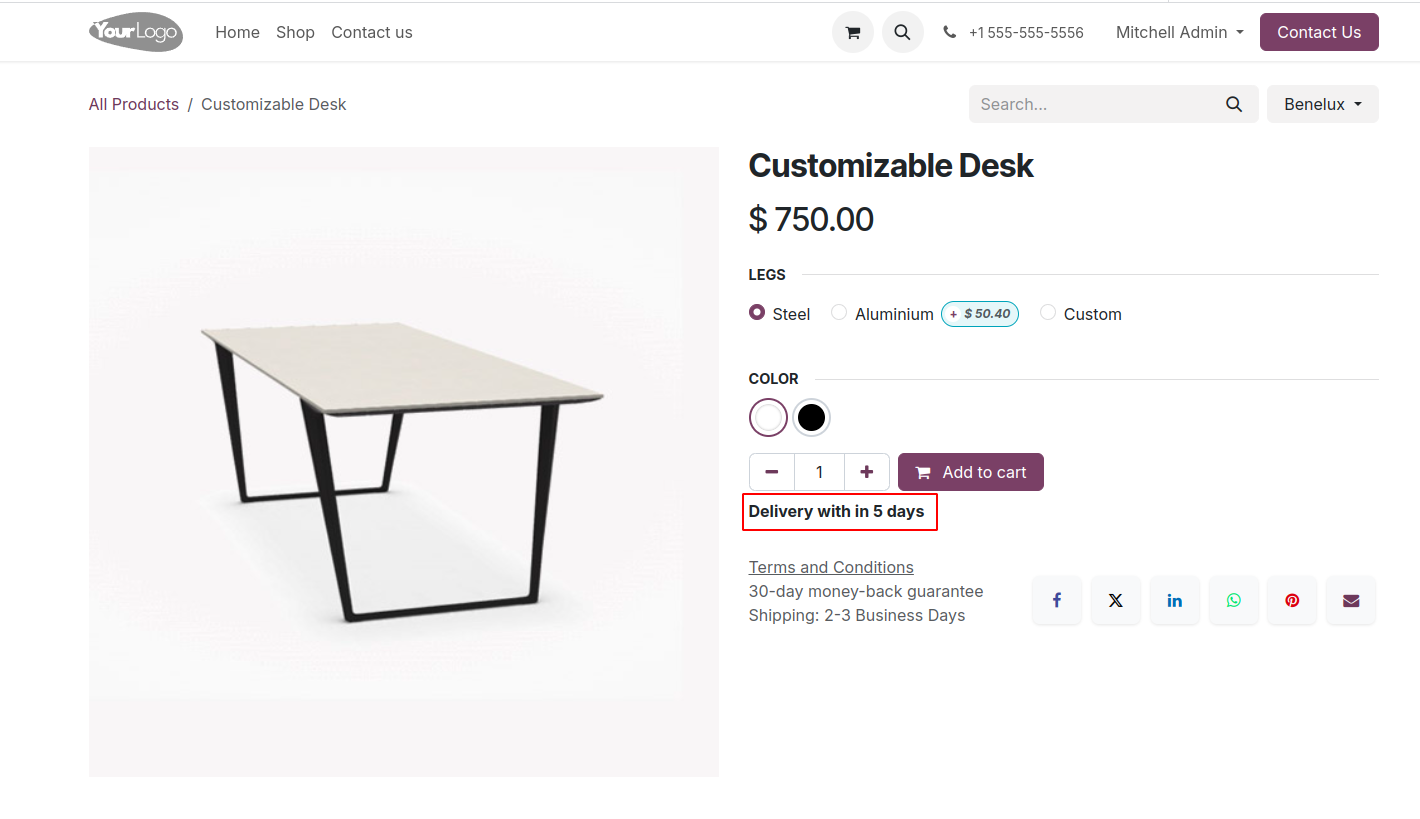 YourLogo
Home Shop Contact us
+1 555-555-5556
Mitchell Admin
Contact Us
All Products / Customizable Desk
Search...
Benelux
Customizable Desk
$ 750.00
LEGS
Steel Aluminium + $ 50.40 Custom
COLOR
1
Add to cart
Delivery with in 5 days
Terms and Conditions
30-day money-back guarantee
Shipping: 2-3 Business Days